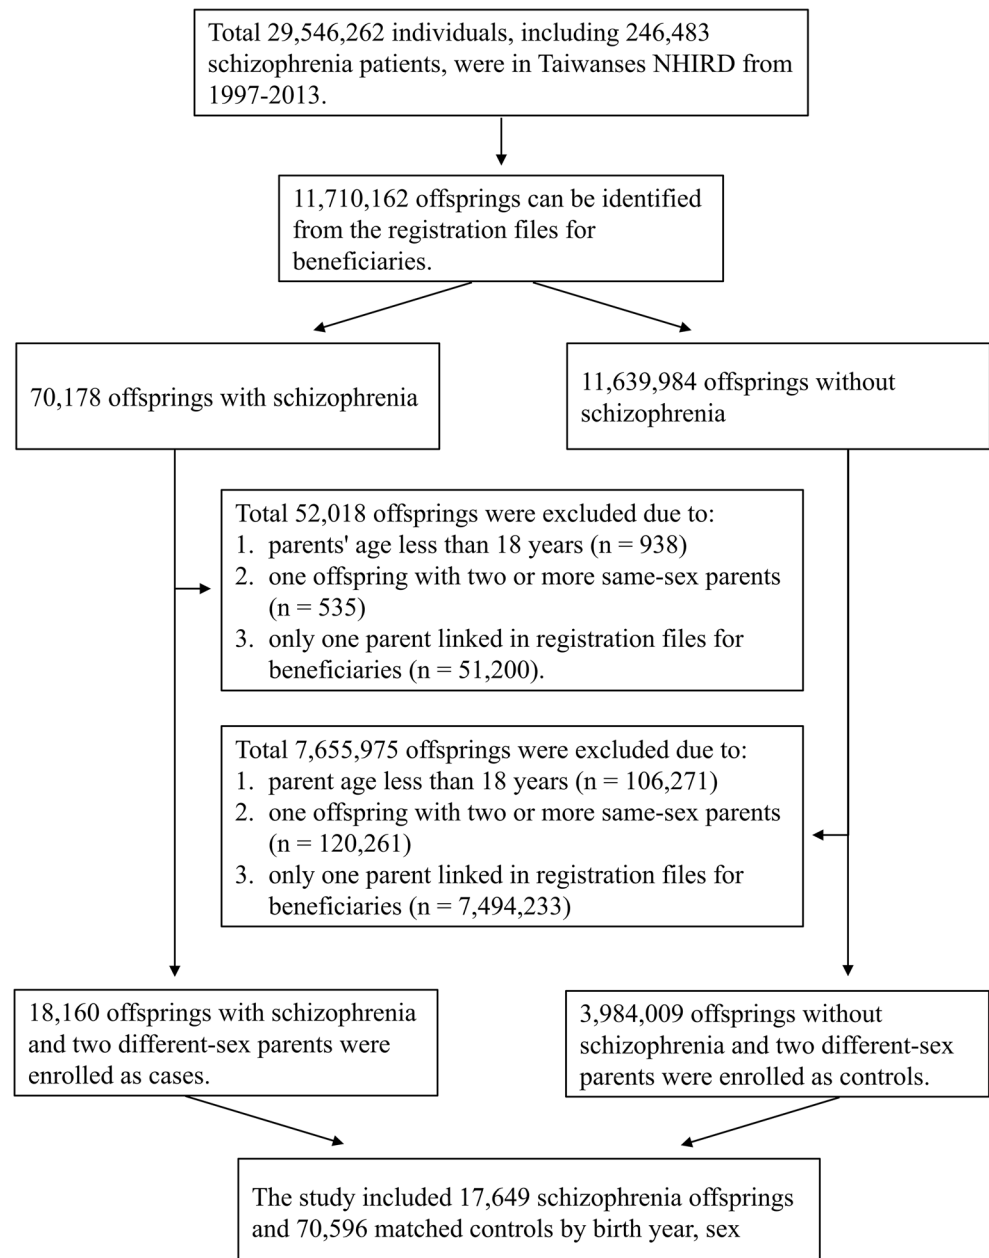 Total 29,546,262 individuals, including 246,483
schizophrenia patients, were in Taiwanses NHIRD from
1997-2013.
11,710,162 offsprings can be identified
from the registration files for
beneficiaries.
70,178 offsprings with schizophrenia
11,639,984 offsprings without
schizophrenia
Total 52,018 offsprings were excluded due to:
1. parents' age less than 18 years (n = 938)
2. one offspring with two or more same-sex parents
(n = 535)
3. only one parent linked in registration files for
beneficiaries (n = 51,200).
Total 7,655,975 offsprings were excluded due to:
1. parent age less than 18 years (n = 106,271)
2. one offspring with two or more same-sex parents
(n = 120,261)
3. only one parent linked in registration files for
beneficiaries (n = 7,494,233)
18,160 offsprings with schizophrenia
and two different-sex parents were
enrolled as cases.
3,984,009 offsprings without
schizophrenia and two different-sex
parents were enrolled as controls.
The study included 17,649 schizophrenia offsprings
and 70,596 matched controls by birth year, sex